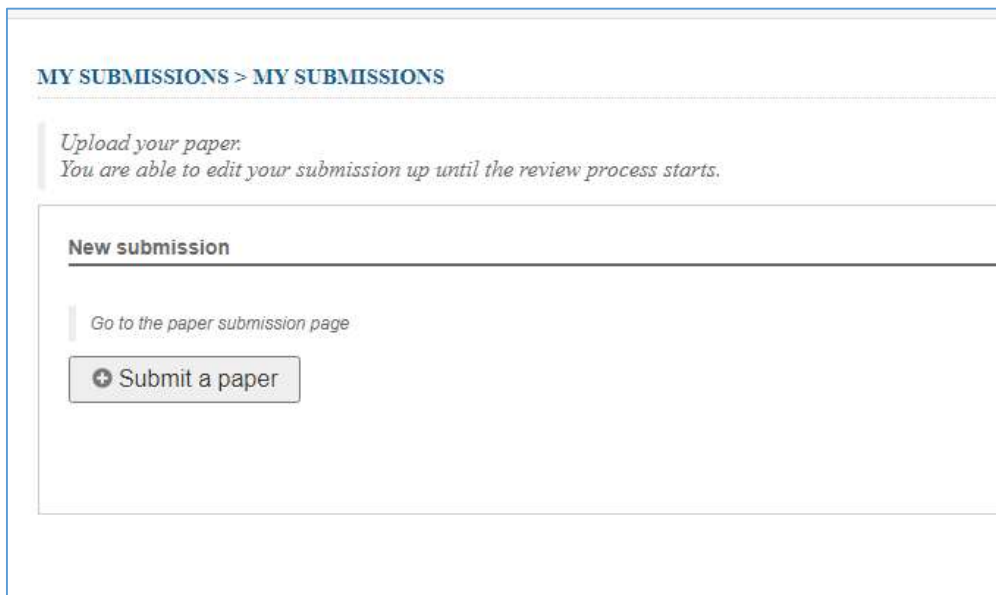 MY SUBMISSIONS > MY SUBMISSIONS
Upload your paper.
You are able to edit your submission up until the review process starts.
New submission
Go to the paper submission page
Submit a paper